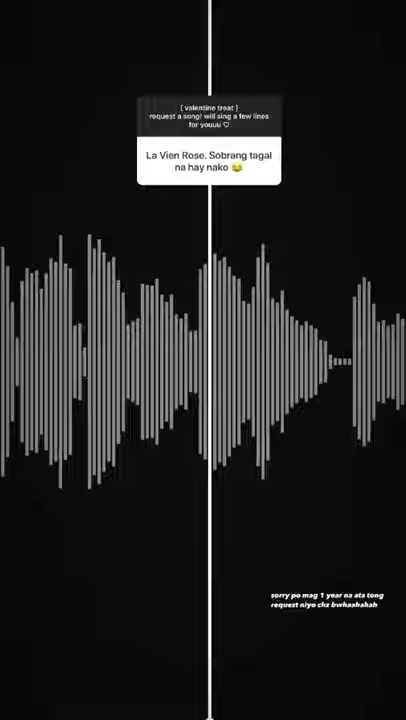 [ valentine treat ]
request a song! will sing a few lines
for youuu ♡
La Vien Rose. Sobrang tagal
na hay nako 😂
sorry po mag 1 year na ata tong
request niyo chz bwhaahahah